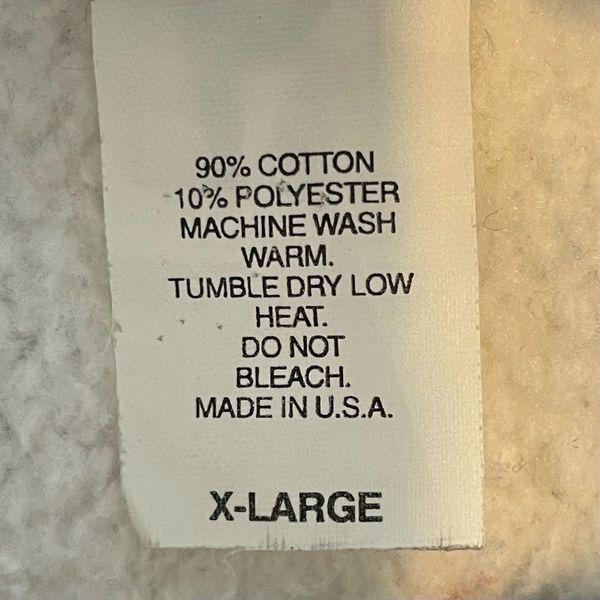 90% COTTON
10% POLYESTER
MACHINE WASH
WARM.
TUMBLE DRY LOW
HEAT.
DO NOT
BLEACH.
MADE IN U.S.A.
X-LARGE